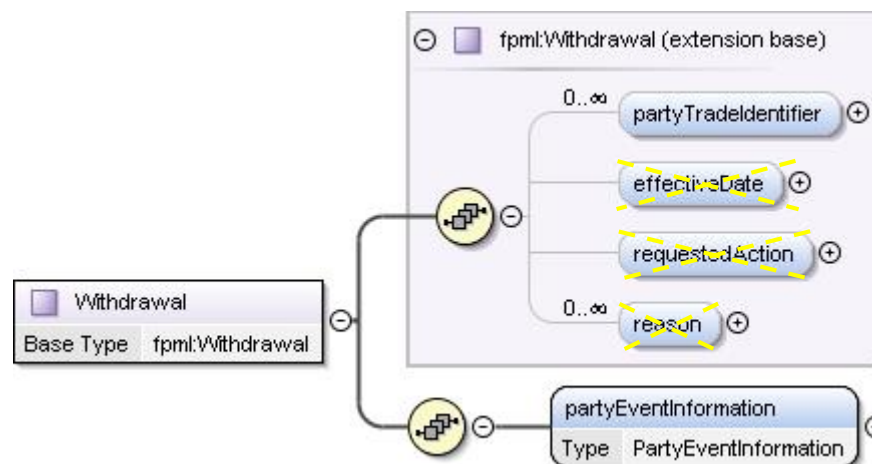 fpml:Withdrawal (extension base)
0..∞
partyTradeIdentifier
effectiveDate
requestedAction
0..∞
reason
Withdrawal
Base Type fpml:Withdrawal
partyEventInformation
Type PartyEventInformation